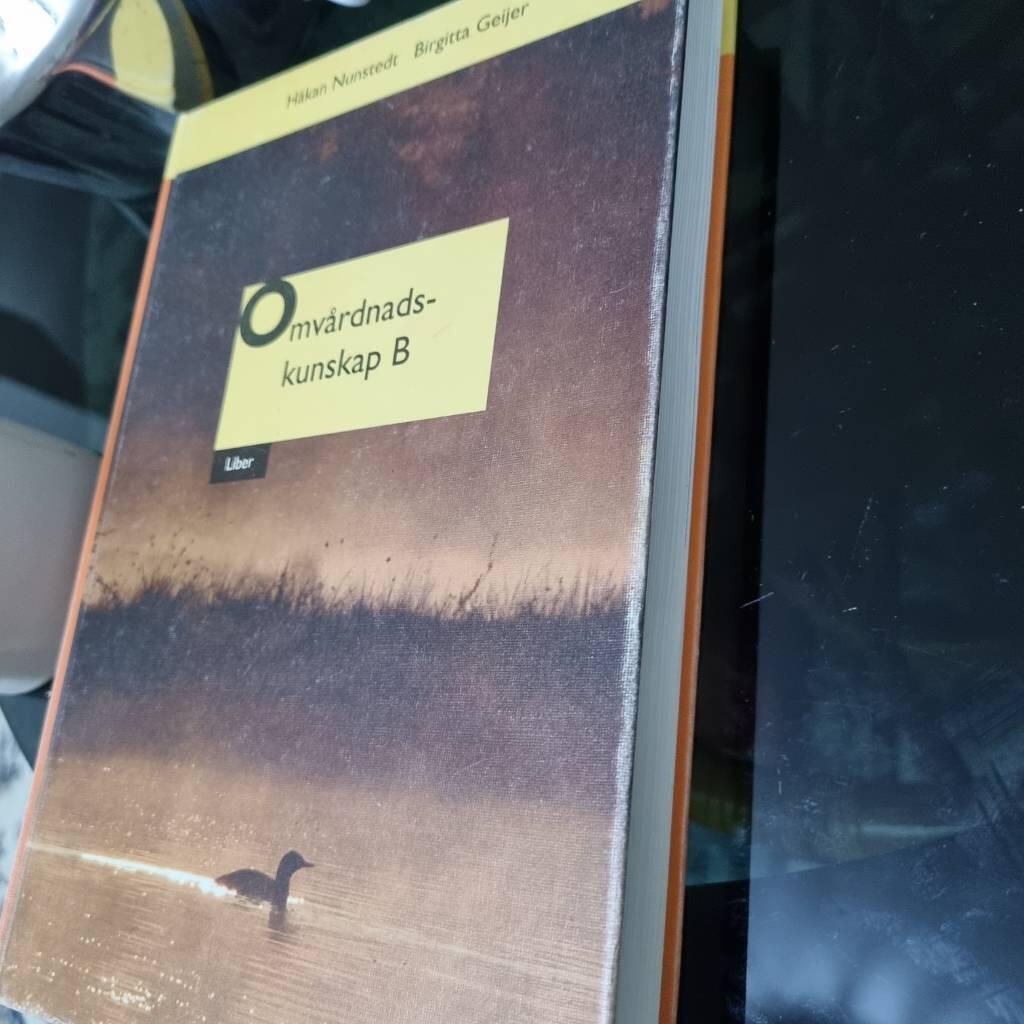 Håkan Nunstedt Birgitta Geijer
Omvårdnads-
kunskap B
Liber